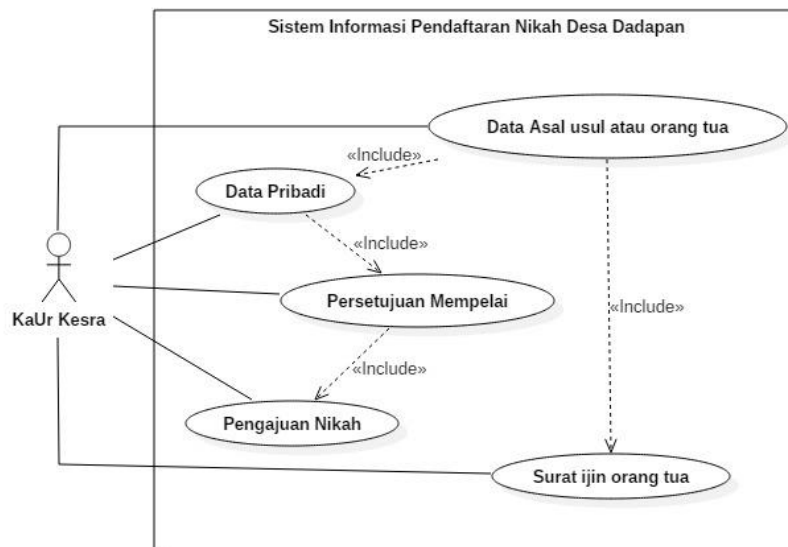 Sistem Informasi Pendaftaran Nikah Desa Dadapan
Data Asal usul atau orang tua
«Include»
Data Pribadi
«Include»
Persetujuan Mempelai
KaUr Kesra
«Include»
«Include»
Pengajuan Nikah
Surat ijin orang tua